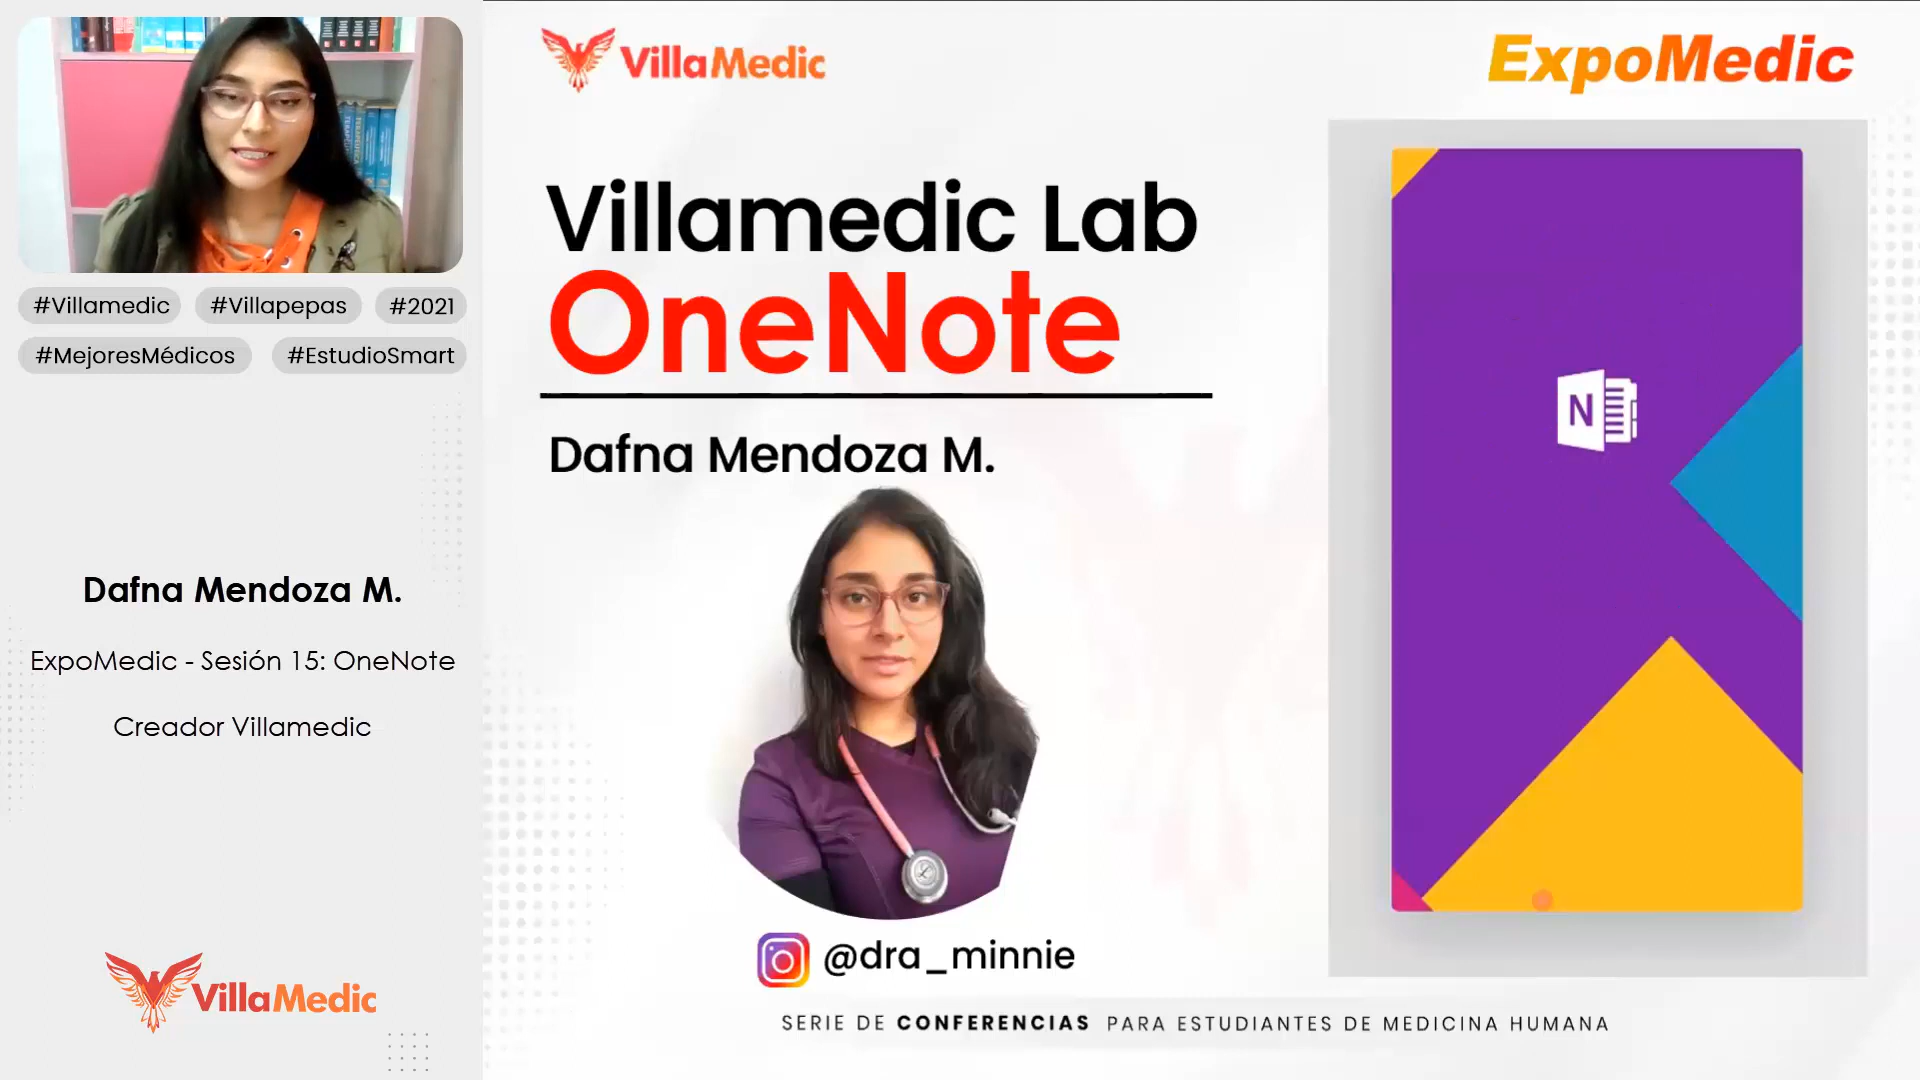 #Villamedic #Villapepas #2021
#MejoresMédicos #EstudioSmart
Dafna Mendoza M.
ExpoMedic - Sesión 15: OneNote
Creador Villamedic
VillaMedic
VillaMedic
ExpoMedic
Villamedic Lab
OneNote
Dafna Mendoza M.
N
@dra_minnie
SERIE DE CONFERENCIAS PARA ESTUDIANTES DE MEDICINA HUMANA